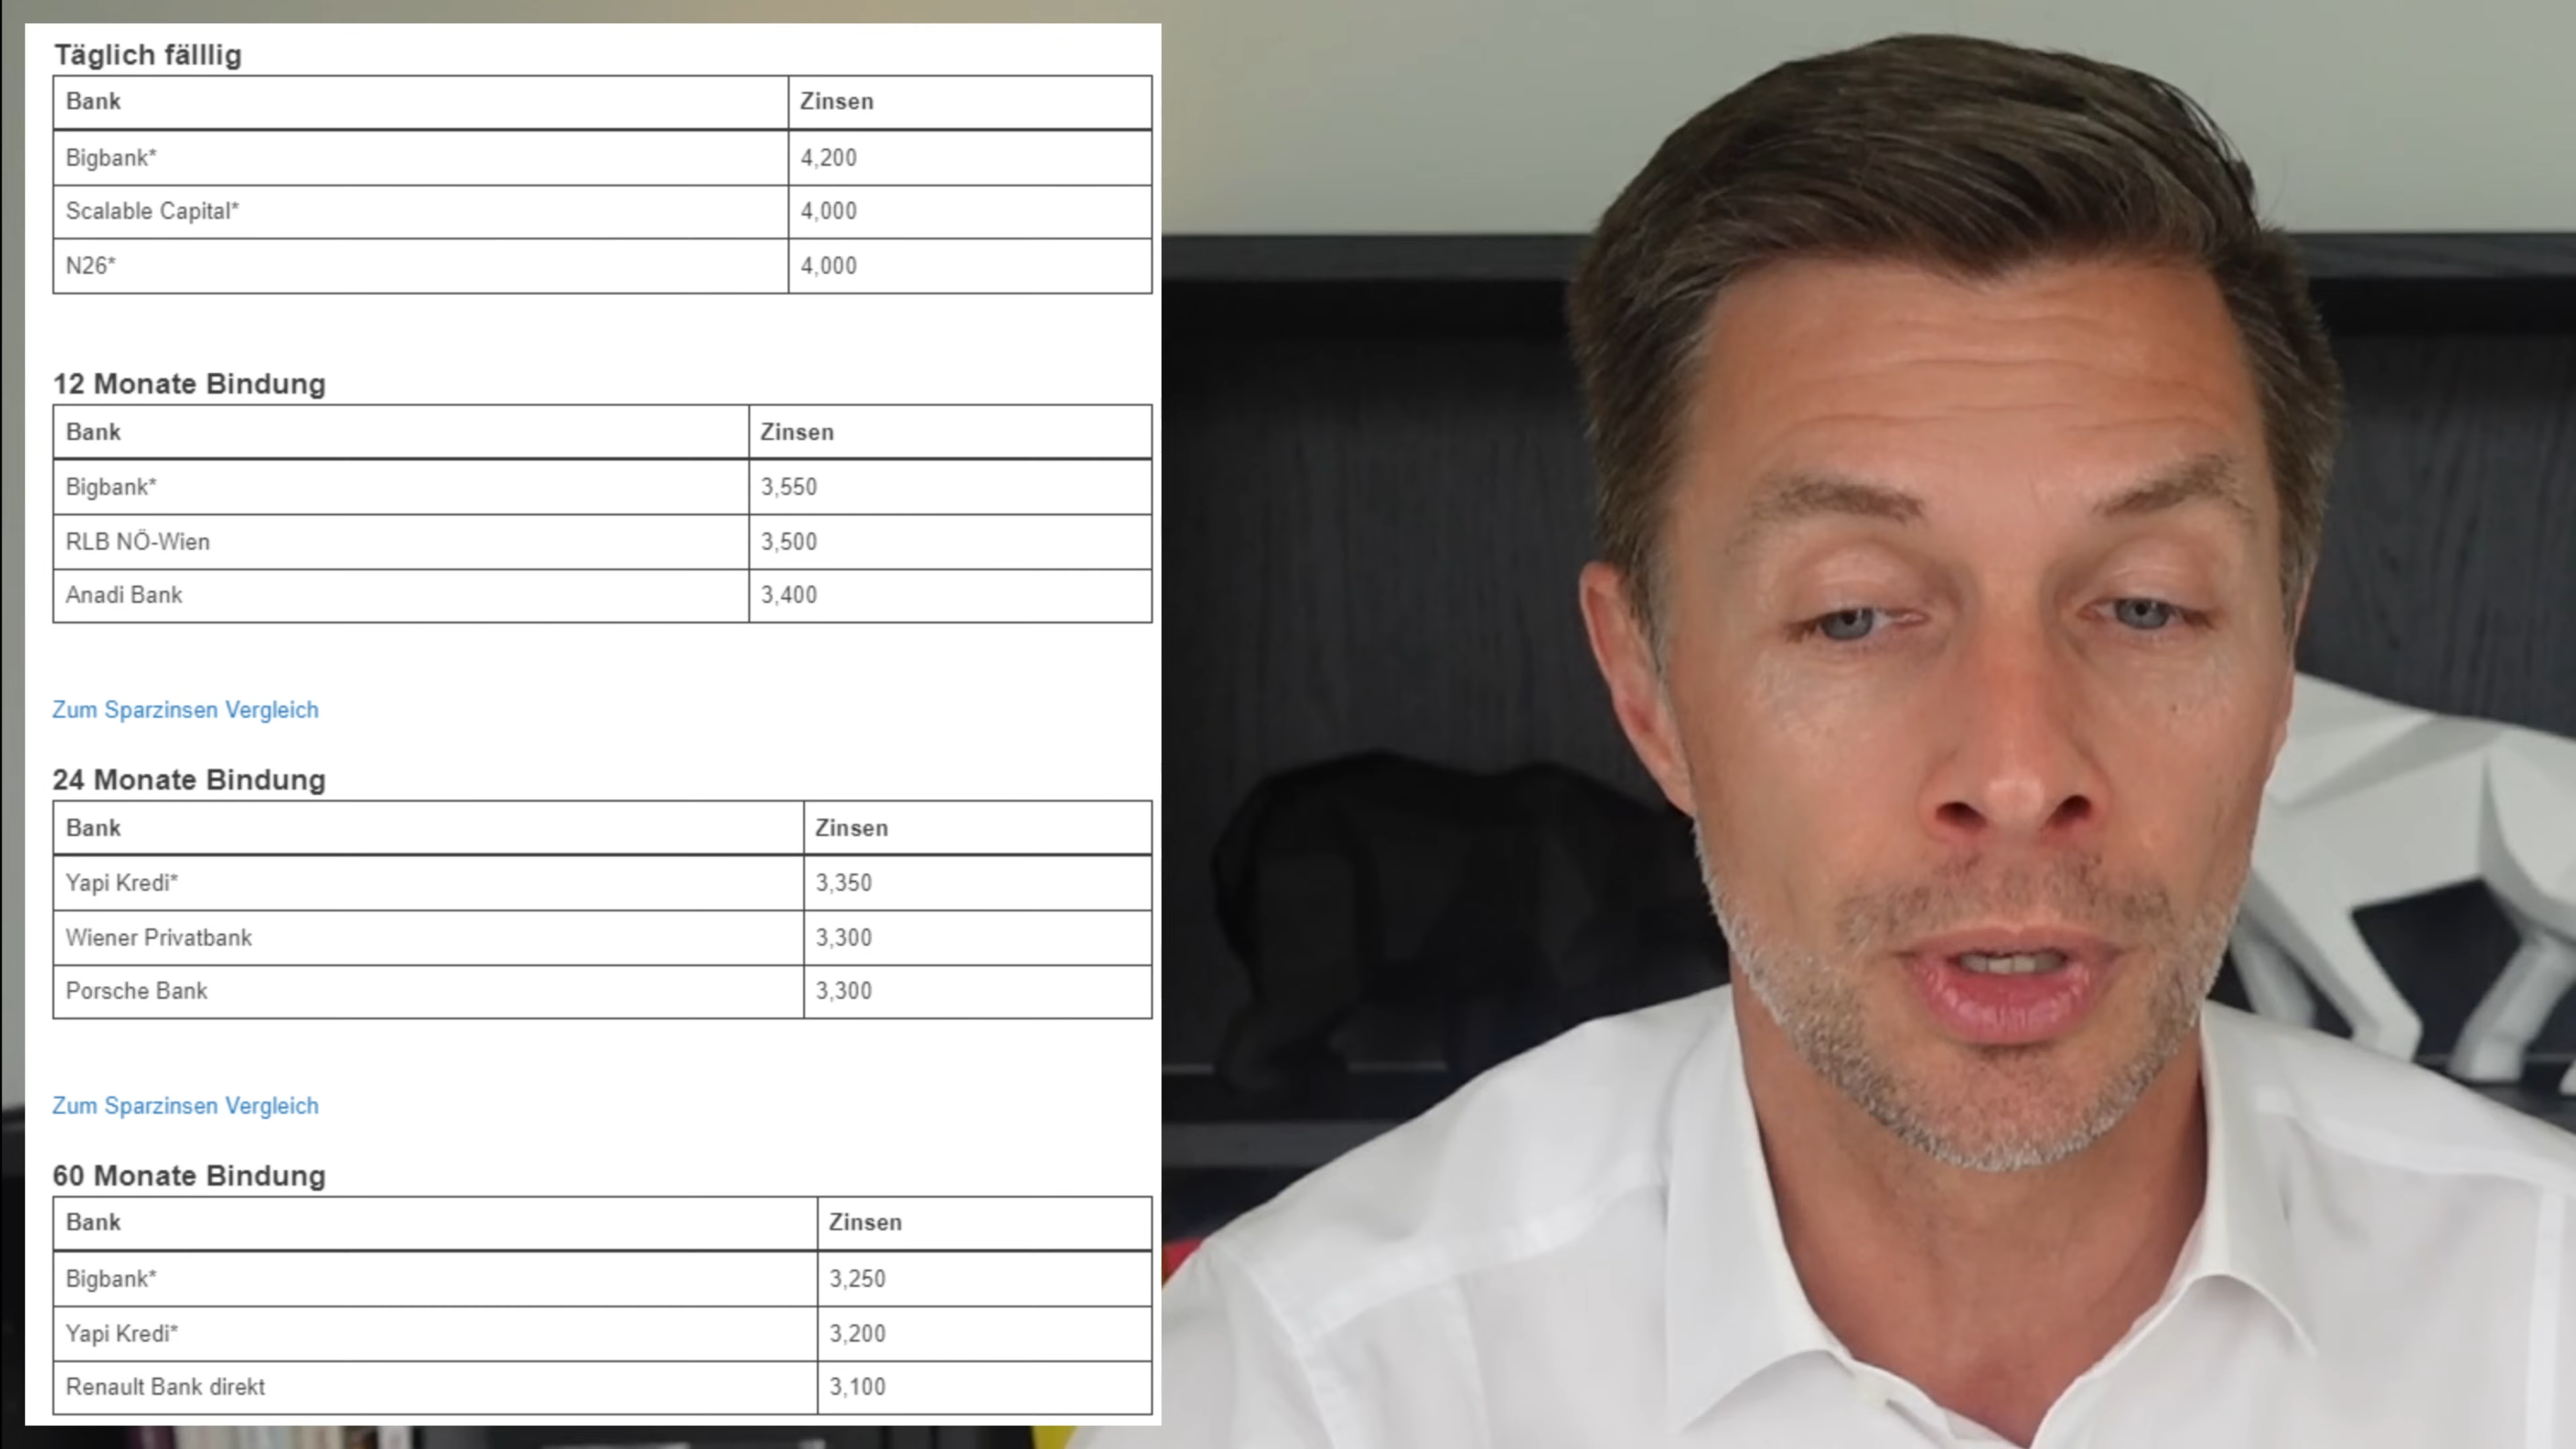 Täglich fälllig
Bank Zinsen
Bigbank* 4,200
Scalable Capital* 4,000
N26* 4,000
12 Monate Bindung
Bank Zinsen
Bigbank* 3,550
RLB NÖ-Wien 3,500
Anadi Bank 3,400
Zum Sparzinsen Vergleich
24 Monate Bindung
Bank Zinsen
Yapi Kredi* 3,350
Wiener Privatbank 3,300
Porsche Bank 3,300
Zum Sparzinsen Vergleich
60 Monate Bindung
Bank Zinsen
Bigbank* 3,250
Yapi Kredi* 3,200
Renault Bank direkt 3,100